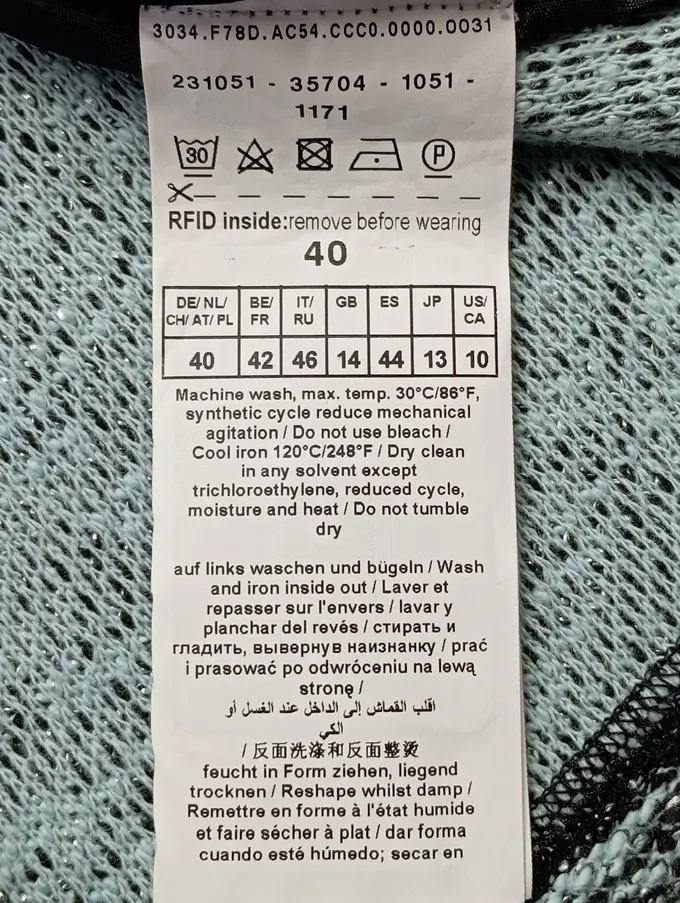 3034.F78D.AC54.CCC0.0000.0031
231051 - 35704 - 1051 -
1171
30 P
RFID inside:remove before wearing
40
DE/ NL/ CH/ AT/ PL BE/ FR IT/ RU GB ES JP US/ CA
40 42 46 14 44 13 10
Machine wash, max. temp. 30°C/86°F,
synthetic cycle reduce mechanical
agitation / Do not use bleach /
Cool iron 120°C/248°F / Dry clean
in any solvent except
trichloroethylene, reduced cycle,
moisture and heat / Do not tumble
dry
auf links waschen und bügeln / Wash
and iron inside out / Laver et
repasser sur l'envers / lavar y
planchar del revés / стирать и
гладить, вывернув наизнанку / prać
i prasować po odwróceniu na lewą
stronę /
اقلب القماش إلى الداخل عند الغسل أو
الكي
/ 反面洗涤和反面整烫
feucht in Form ziehen, liegend
trocknen / Reshape whilst damp /
Remettre en forme à l'état humide
et faire sécher à plat / dar forma
cuando esté húmedo; secar en